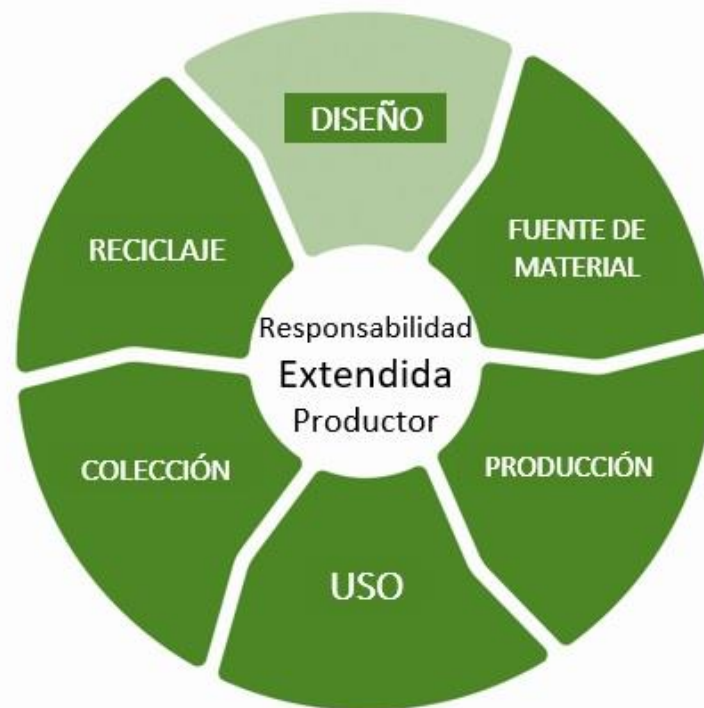 DISEÑO
FUENTE DE
MATERIAL
PRODUCCIÓN
USO
COLECCIÓN
RECICLAJE
Responsabilidad
Extendida
Productor